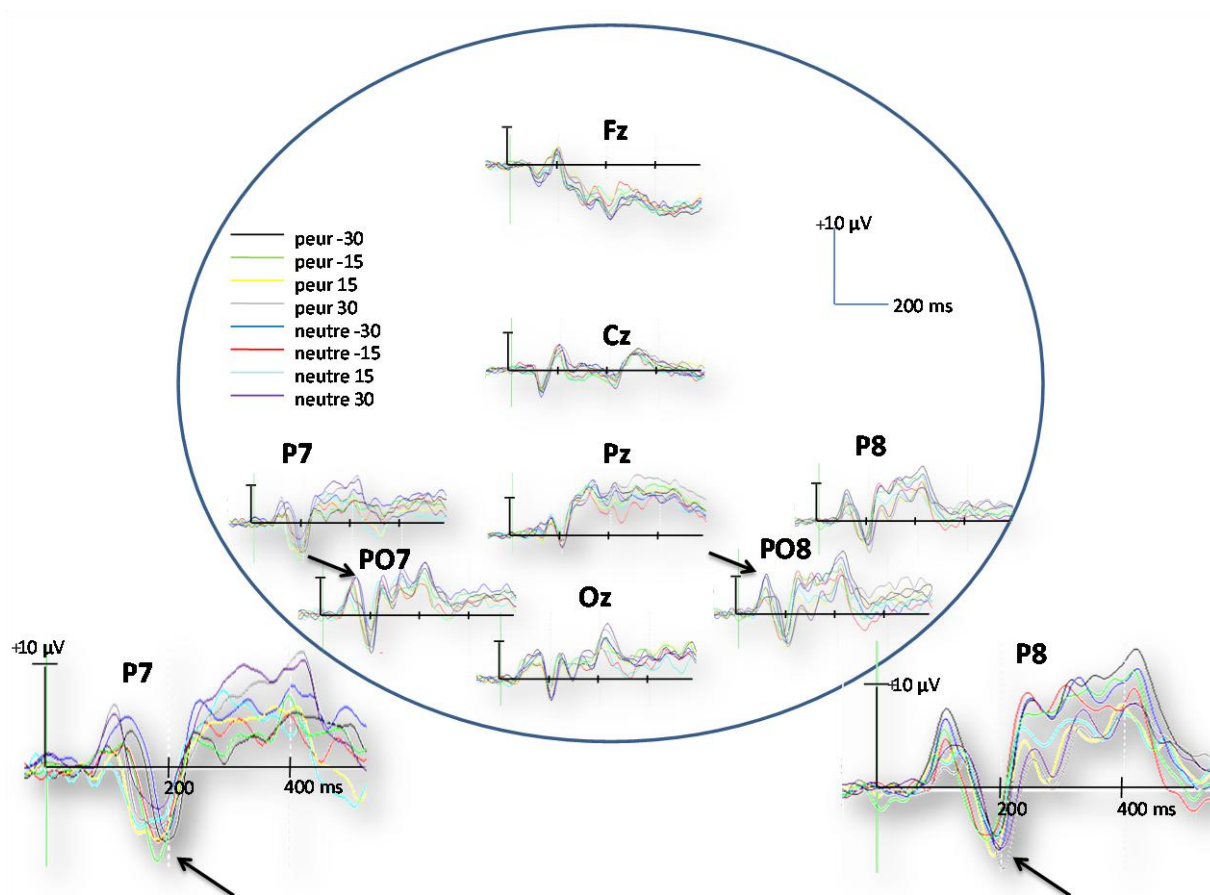 Fz
+10 µV
200 ms
peur -30
peur -15
peur 15
peur 30
neutre -30
neutre -15
neutre 15
neutre 30
Cz
P7
Pz
P8
PO7
PO8
Oz
+10 µV
P7
200
400 ms
P8
+10 µV
200
400 ms